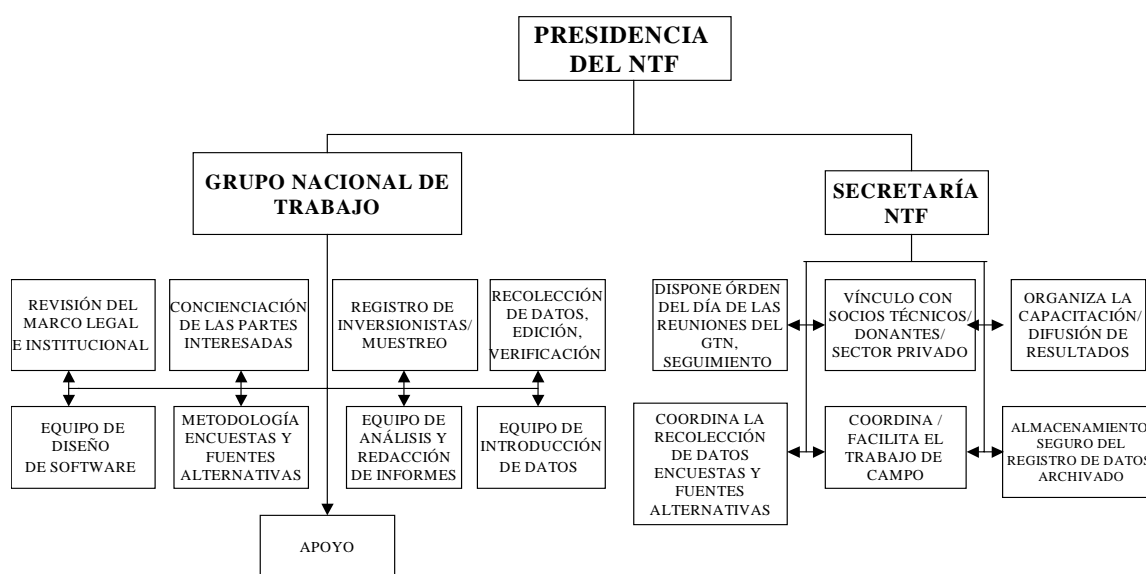 PRESIDENCIA
DEL NTF
GRUPO NACIONAL DE
TRABAJO
SECRETARÍA
NTF
REVISIÓN DEL
MARCO LEGAL
E INSTITUCIONAL
CONCIENCIACIÓN
DE LAS PARTES
INTERESADAS
REGISTRO DE
INVERSIONISTAS/
MUESTREO
RECOLECCIÓN
DE DATOS,
EDICIÓN,
VERIFICACIÓN
DISPONE ÓRDEN
DEL DÍA DE LAS
REUNIONES DEL
GTN,
SEGUIMIENTO
VÍNCULO CON
SOCIOS TÉCNICOS/
DONANTES/
SECTOR PRIVADO
ORGANIZA LA
CAPACITACIÓN/
DIFUSIÓN DE
RESULTADOS
EQUIPO DE
DISEÑO
DE SOFTWARE
METODOLOGÍA
ENCUESTAS Y
FUENTES
ALTERNATIVAS
EQUIPO DE
ANÁLISIS Y
REDACCIÓN
DE INFORMES
EQUIPO DE
INTRODUCCIÓN
DE DATOS
COORDINA LA
RECOLECCIÓN
DE DATOS
ENCUESTAS Y
FUENTES
ALTERNATIVAS
COORDINA /
FACILITA EL
TRABAJO DE
CAMPO
ALMACENAMIENTO
SEGURO DEL
REGISTRO DE DATOS
ARCHIVADO
APOYO